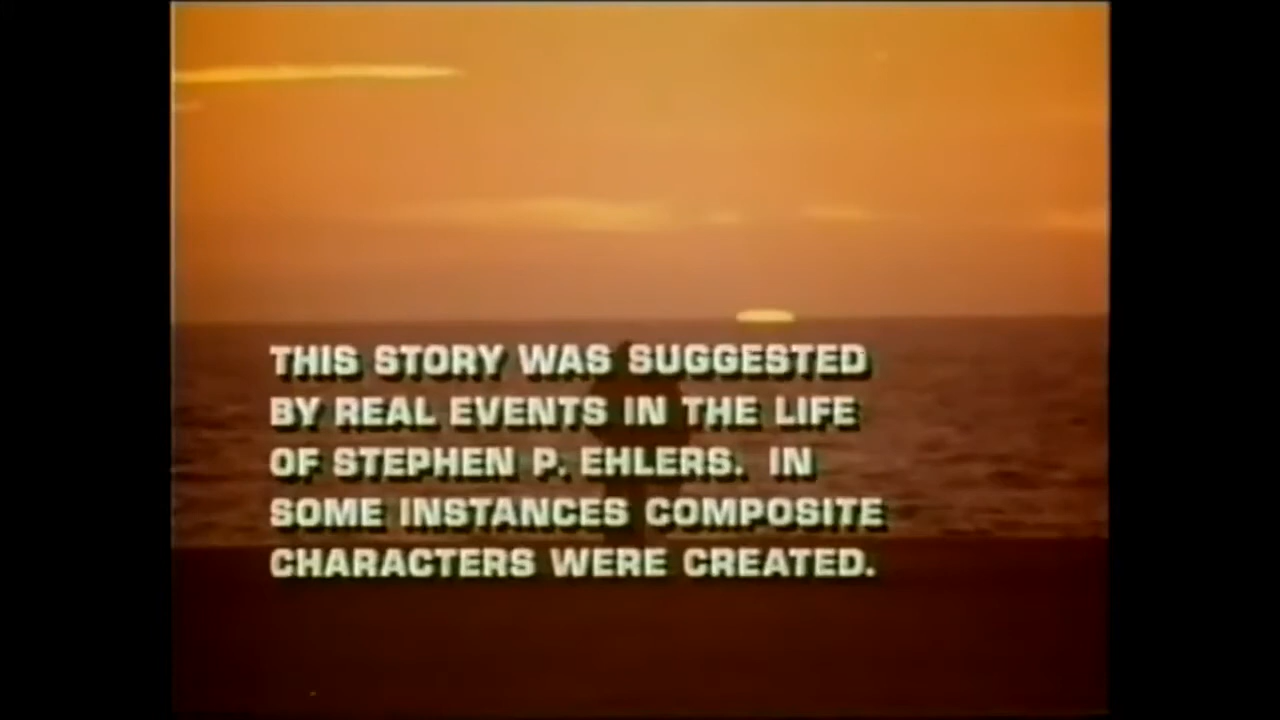 THIS STORY WAS SUGGESTED
BY REAL EVENTS IN THE LIFE
OF STEPHEN P. EHLERS. IN
SOME INSTANCES COMPOSITE
CHARACTERS WERE CREATED.